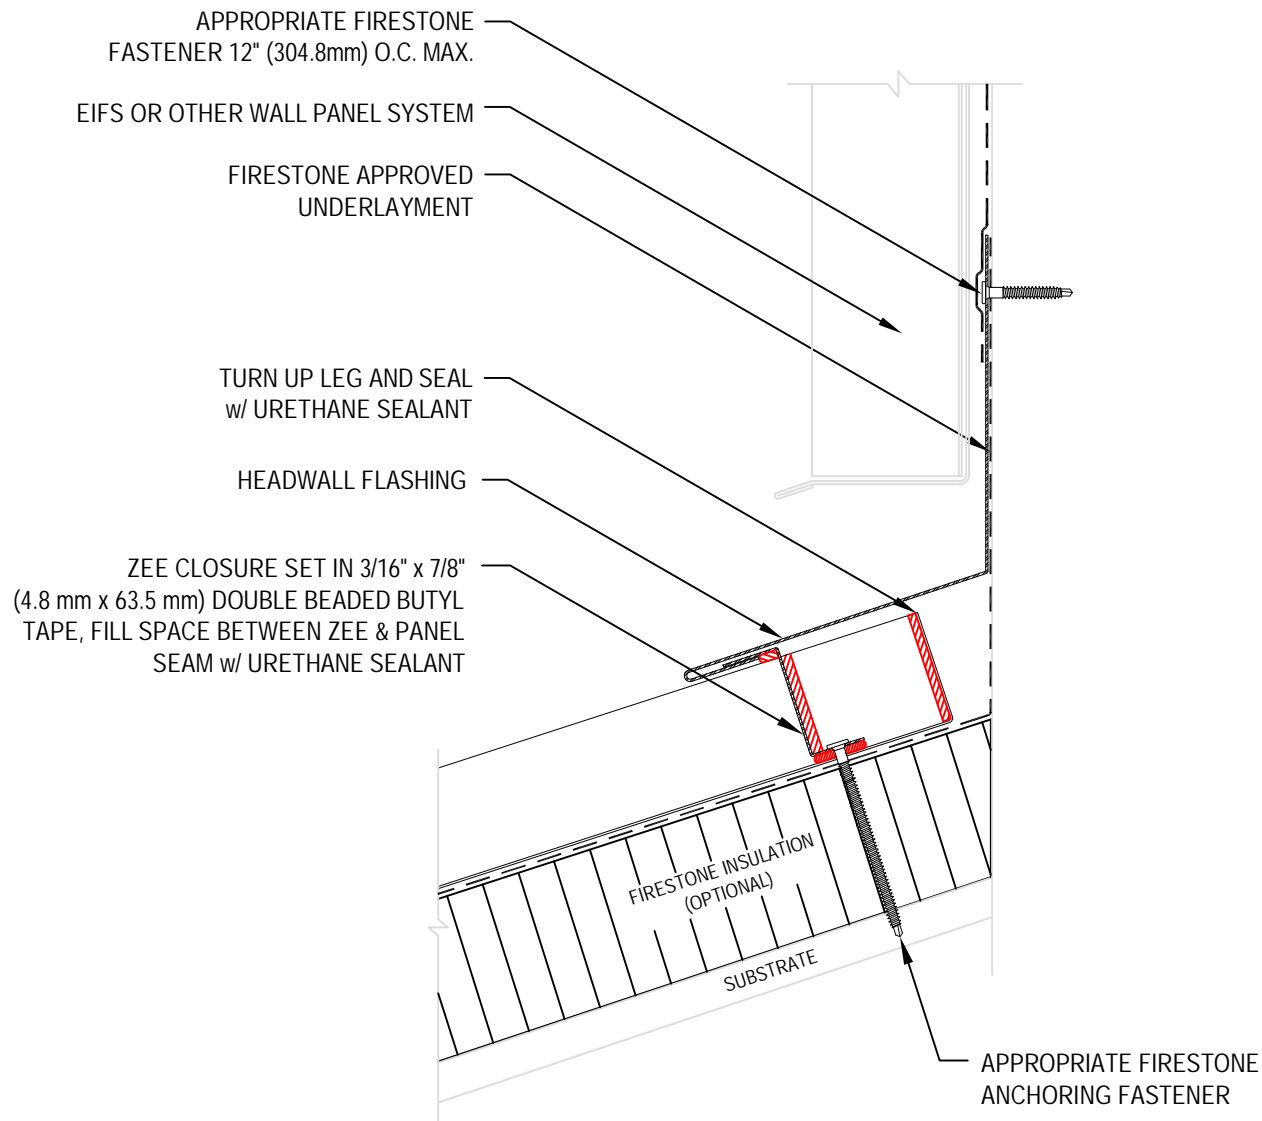 APPROPRIATE FIRESTONE
FASTENER 12" (304.8mm) O.C. MAX.
EIFS OR OTHER WALL PANEL SYSTEM
FIRESTONE APPROVED
UNDERLAYMENT
TURN UP LEG AND SEAL
w/ URETHANE SEALANT
HEADWALL FLASHING
ZEE CLOSURE SET IN 3/16" x 7/8"
(4.8 mm x 63.5 mm) DOUBLE BEADED BUTYL
TAPE, FILL SPACE BETWEEN ZEE & PANEL
SEAM w/ URETHANE SEALANT
FIRESTONE INSULATION
(OPTIONAL)
SUBSTRATE
APPROPRIATE FIRESTONE
ANCHORING FASTENER